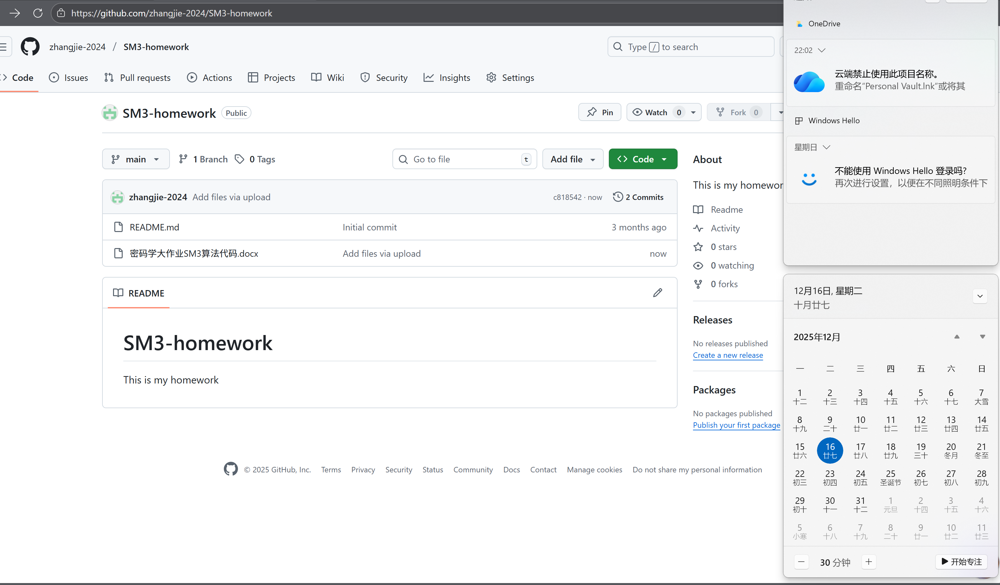 https://github.com/zhangjie-2024/SM3-homework
zhangjie-2024 / SM3-homework
Type / to search
Code
Issues
Pull requests
Actions
Projects
Wiki
Security
Insights
Settings
SM3-homework
Public
Pin
Watch 0
Fork 0
main
1 Branch
0 Tags
Go to file
t
Add file
Code
zhangjie-2024 Add files via upload
c818542 · now
2 Commits
README.md
Initial commit
3 months ago
密码学大作业SM3算法代码.docx
Add files via upload
now
README
SM3-homework
This is my homework
About
This is my homewor
Readme
Activity
0 stars
0 watching
0 forks
Releases
No releases published
Create a new release
Packages
No packages published
Publish your first package
© 2025 GitHub, Inc.
Terms
Privacy
Security
Status
Community
Docs
Contact
Manage cookies
Do not share my personal information
OneDrive
22:02
云端禁止使用此项目名称。
重命名“Personal Vault.lnk”或将其
Windows Hello
星期日
不能使用 Windows Hello 登录吗?
再次进行设置，以便在不同照明条件下
12月16日, 星期二
十月廿七
2025年12月
一 二 三 四 五 六 日
1 2 3 4 5 6 7
十二 十三 十四 十五 十六 十七 大雪
8 9 10 11 12 13 14
十九 二十 廿一 廿二 廿三 廿四 廿五
15 16 17 18 19 20 21
廿六 廿七 廿八 廿九 三十 冬月 冬至
22 23 24 25 26 27 28
初三 初四 初五 圣诞节 初七 初八 初九
29 30 31 1 2 3 4
初十 十一 十二 元旦 十四 十五 十六
5 6 7 8 9 10 11
小寒 十八 十九 二十 廿一 廿二 廿三
30 分钟
开始专注